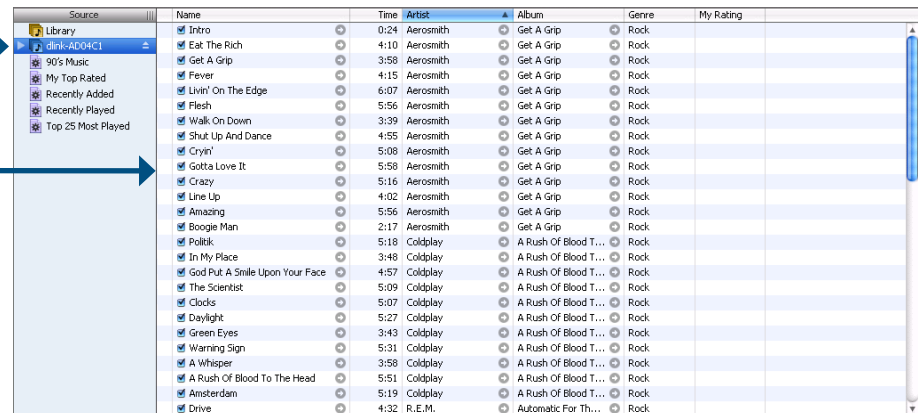 Source Name Time Artist Album Genre My Rating
Library
dlink-AD04C1
90's Music
My Top Rated
Recently Added
Recently Played
Top 25 Most Played
Intro 0:24 Aerosmith Get A Grip Rock
Eat The Rich 4:10 Aerosmith Get A Grip Rock
Get A Grip 3:58 Aerosmith Get A Grip Rock
Fever 4:15 Aerosmith Get A Grip Rock
Livin' On The Edge 6:07 Aerosmith Get A Grip Rock
Flesh 5:56 Aerosmith Get A Grip Rock
Walk On Down 3:39 Aerosmith Get A Grip Rock
Shut Up And Dance 4:55 Aerosmith Get A Grip Rock
Cryin' 5:08 Aerosmith Get A Grip Rock
Gotta Love It 5:58 Aerosmith Get A Grip Rock
Crazy 5:16 Aerosmith Get A Grip Rock
Line Up 4:02 Aerosmith Get A Grip Rock
Amazing 5:56 Aerosmith Get A Grip Rock
Boogie Man 2:17 Aerosmith Get A Grip Rock
Politik 5:18 Coldplay A Rush Of Blood T... Rock
In My Place 3:48 Coldplay A Rush Of Blood T... Rock
God Put A Smile Upon Your Face 4:57 Coldplay A Rush Of Blood T... Rock
The Scientist 5:09 Coldplay A Rush Of Blood T... Rock
Clocks 5:07 Coldplay A Rush Of Blood T... Rock
Daylight 5:27 Coldplay A Rush Of Blood T... Rock
Green Eyes 3:43 Coldplay A Rush Of Blood T... Rock
Warning Sign 5:31 Coldplay A Rush Of Blood T... Rock
A Whisper 3:58 Coldplay A Rush Of Blood T... Rock
A Rush Of Blood To The Head 5:51 Coldplay A Rush Of Blood T... Rock
Amsterdam 5:19 Coldplay A Rush Of Blood T... Rock
Drive 4:32 R.E.M. Automatic For Th... Rock